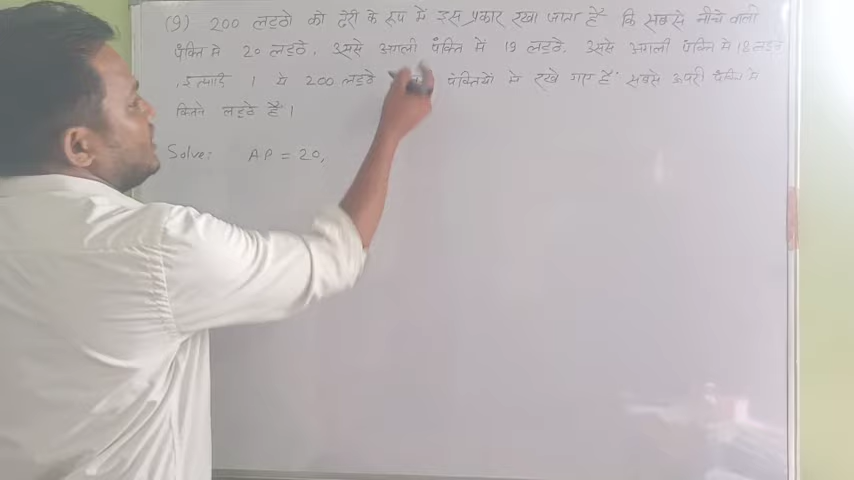 (9) 200 लट्ठो को ढेरी के रूप में इस प्रकार रखा जाता हैं कि सबसे नीचे वाली
पंक्ति मे 20 लट्ठे, उससे अगली पंक्ति में 19 लट्ठे, उससे अगली पंक्ति मे 18 लट्ठे
, इत्यादि । ये 200 लट्ठे पंक्तियों मे रखे गए हैं सबसे ऊपरी पंक्ति मे
कितने लट्ठे हैं ।
Solve: AP = 20,